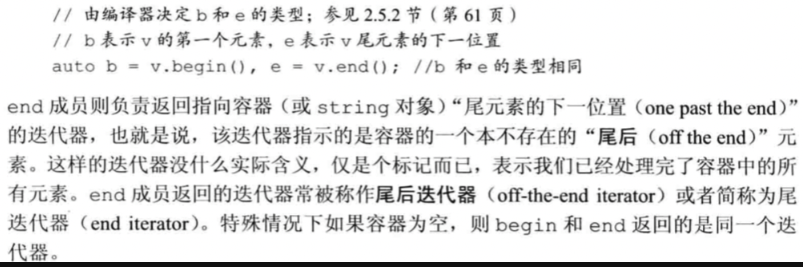 // 由编译器决定 b 和 e 的类型；参见 2.5.2 节（第 61 页）
// b 表示 v 的第一个元素，e 表示 v 尾元素的下一位置
auto b = v.begin(), e = v.end(); //b 和 e 的类型相同
end 成员则负责返回指向容器（或 string 对象）“尾元素的下一位置（one past the end）”
的迭代器，也就是说，该迭代器指示的是容器的一个本不存在的“尾后（off the end）”元
素。这样的迭代器没什么实际含义，仅是个标记而已，表示我们已经处理完了容器中的所
有元素。end 成员返回的迭代器常被称作尾后迭代器（off-the-end iterator）或者简称为尾
迭代器（end iterator）。特殊情况下如果容器为空，则 begin 和 end 返回的是同一个迭
代器。